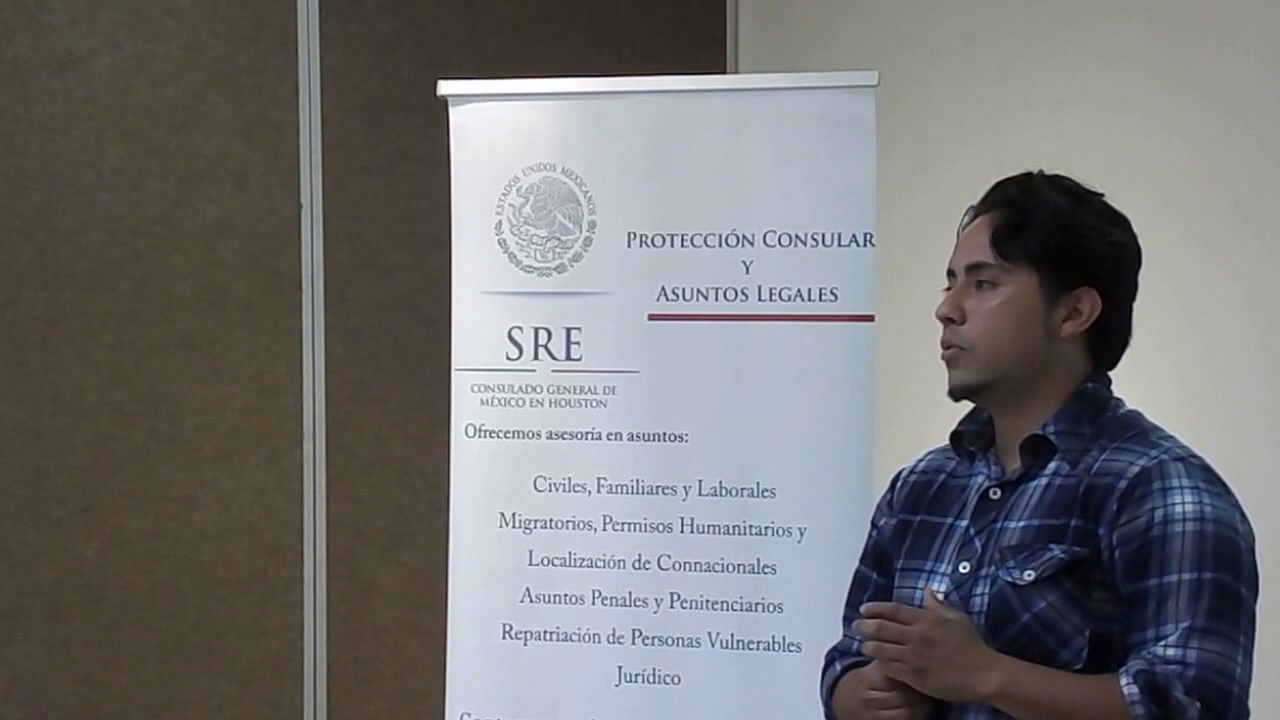 ESTADOS UNIDOS MEXICANOS
PROTECCIÓN CONSULAR
Y
ASUNTOS LEGALES
SRE
CONSULADO GENERAL DE
MÉXICO EN HOUSTON
Ofrecemos asesoría en asuntos:
Civiles, Familiares y Laborales
Migratorios, Permisos Humanitarios y
Localización de Connacionales
Asuntos Penales y Penitenciarios
Repatriación de Personas Vulnerables
Jurídico